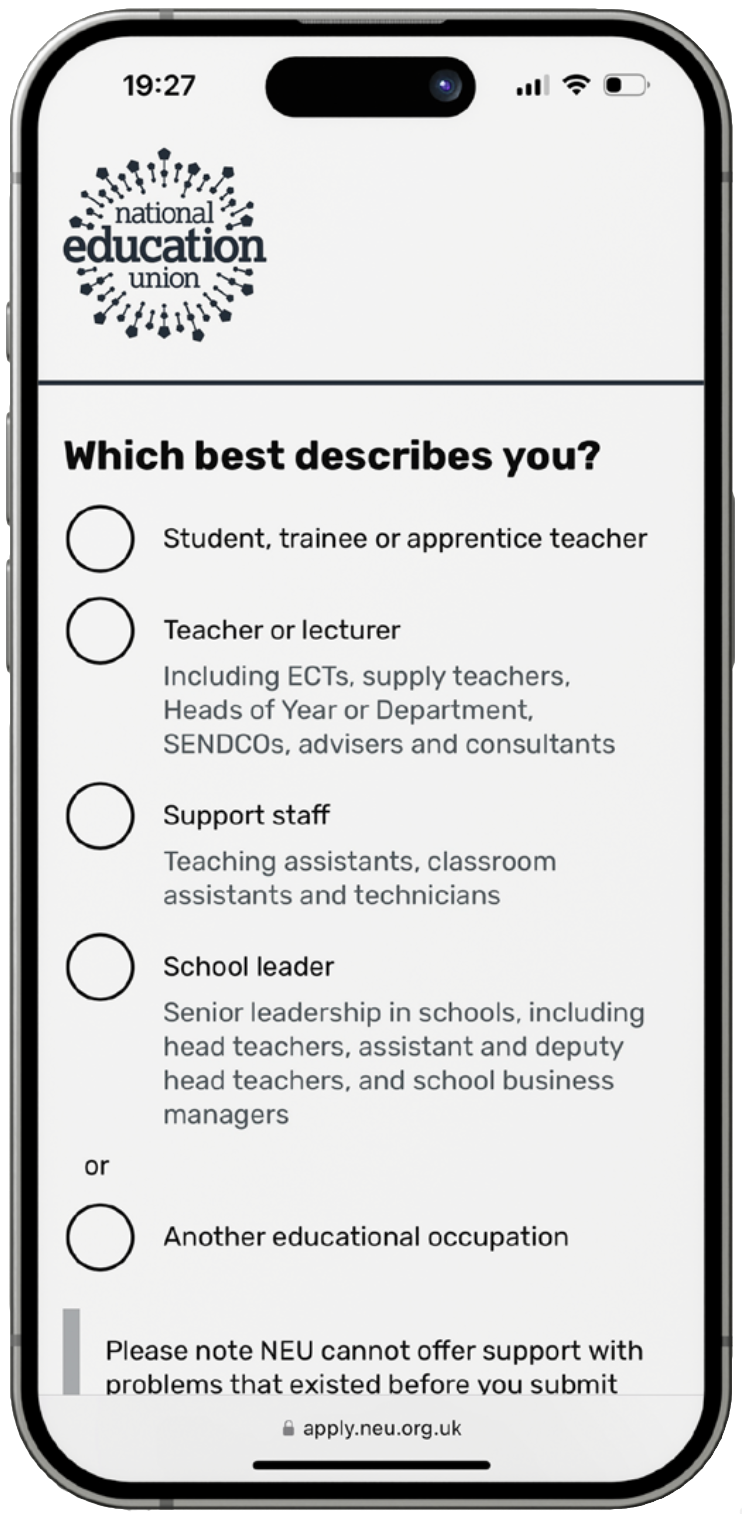 19:27
national
education
union
Which best describes you?
Student, trainee or apprentice teacher
Teacher or lecturer
Including ECTs, supply teachers,
Heads of Year or Department,
SENDCOs, advisers and consultants
Support staff
Teaching assistants, classroom
assistants and technicians
School leader
Senior leadership in schools, including
head teachers, assistant and deputy
head teachers, and school business
managers
or
Another educational occupation
Please note NEU cannot offer support with
problems that existed before you submit
apply.neu.org.uk